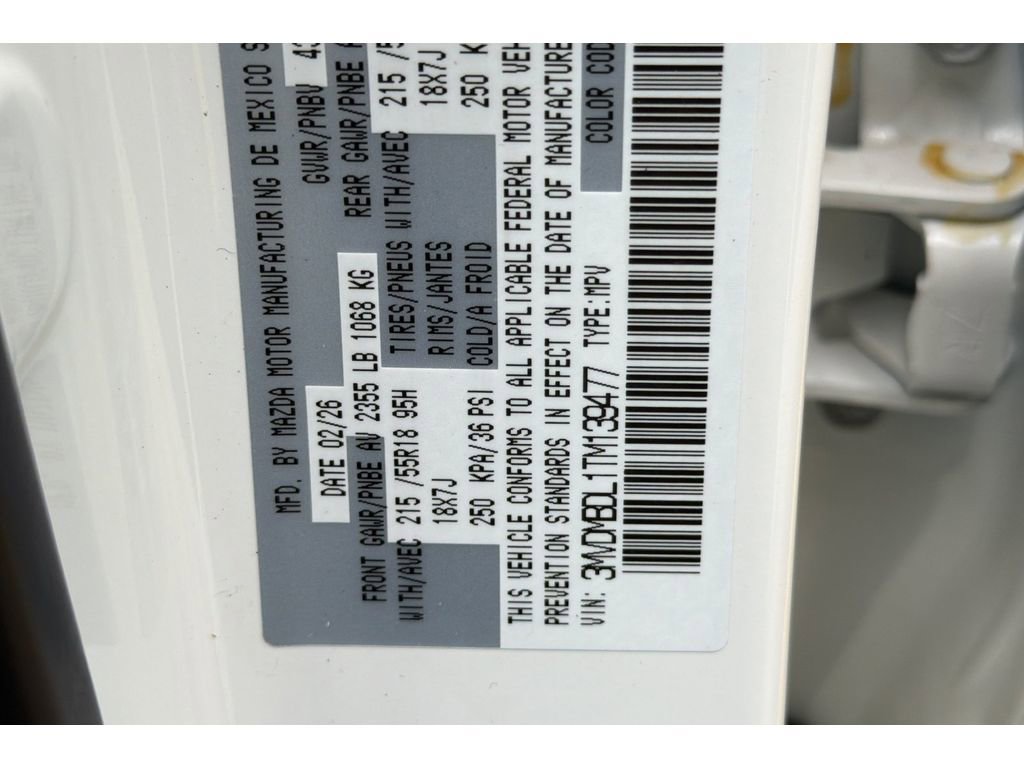 MFD. BY MAZDA MOTOR MANUFACTURING DE MEXICO S
DATE 02/26 GVWR/PNBV 43
FRONT GAWR/PNBE AV 2355 LB 1068 KG REAR GAWR/PNBE A
WITH/AVEC 215 /55R18 95H TIRES/PNEUS WITH/AVEC 215 /5
18X7J RIMS/JANTES 18X7J
250 KPA/36 PSI COLD/A FROID 250 K
THIS VEHICLE CONFORMS TO ALL APPLICABLE FEDERAL MOTOR VEH
PREVENTION STANDARDS IN EFFECT ON THE DATE OF MANUFACTURE
VIN: 3MVDMBDL1TM139477 TYPE:MPV COLOR COD